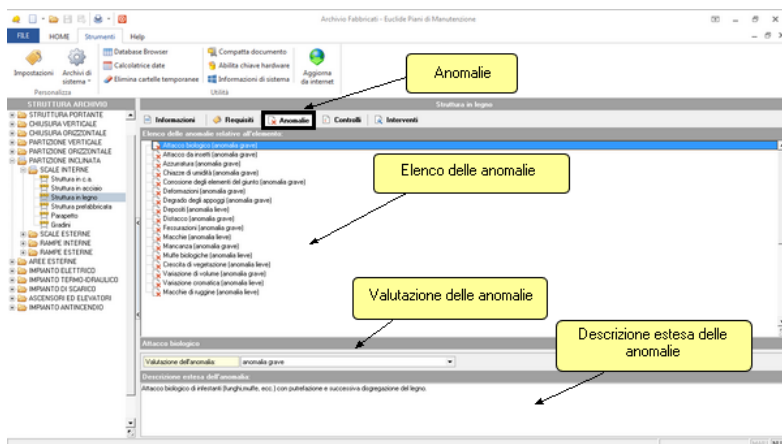 Archivio Fabbricati - Euclide Piani di Manutenzione
FILE HOME Strumenti Help
Impostazioni
Archivi di sistema
Database Browser
Calcolatrice date
Elimina cartelle temporanee
Compatta documento
Abilita chiave hardware
Informazioni di sistema
Aggiorna da internet
Personalizza
Utilità
Anomalie
STRUTTURA ARCHIVIO
STRUTTURA PORTANTE
CHIUSURA VERTICALE
CHIUSURA ORIZZONTALE
PARTIZIONE VERTICALE
PARTIZIONE ORIZZONTALE
PARTIZIONE INCLINATA
SCALE INTERNE
Struttura in c.a.
Struttura in acciaio
Struttura in legno
Struttura prefabbricata
Parapetto
Gradini
SCALE ESTERNE
RAMPE INTERNE
RAMPE ESTERNE
AREE ESTERNE
IMPIANTO ELETTRICO
IMPIANTO TERMO-IDRAULICO
IMPIANTO DI SCARICO
ASCENSORI ED ELEVATORI
IMPIANTO ANTINCENDIO
Struttura in legno
Informazioni Requisiti Anomalie Controlli Interventi
Elenco delle anomalie relative all'elemento:
Attacco biologico (anomalia grave)
Attacco da insetti (anomalia grave)
Azzurratura (anomalia grave)
Chiazze di umidità (anomalia grave)
Corrosione degli elementi del giunto (anomalia grave)
Deformazioni (anomalia grave)
Degrado degli appoggi (anomalia grave)
Depositi (anomalia lieve)
Distacco (anomalia grave)
Fessurazioni (anomalia grave)
Macchie (anomalia lieve)
Mancanza (anomalia grave)
Muffe biologiche (anomalia lieve)
Crescita di vegetazione (anomalia lieve)
Variazione di volume (anomalia grave)
Variazione cromatica (anomalia lieve)
Macchie di ruggine (anomalia lieve)
Elenco delle anomalie
Valutazione delle anomalie
Descrizione estesa delle
anomalie
Attacco biologico
Valutazione dell'anomalia: anomalia grave
Descrizione estesa dell'anomalia:
Attacco biologico di infestanti (funghi,muffe, ecc.) con putrefazione e successiva disgregazione del legno.